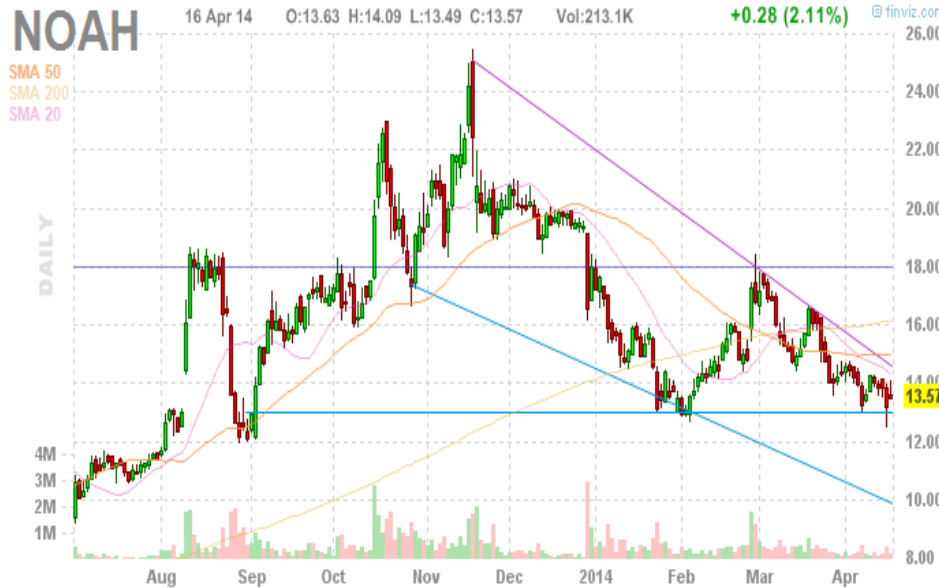 NOAH
16 Apr 14 O:13.63 H:14.09 L:13.49 C:13.57 Vol:213.1K +0.28 (2.11%) © finviz.com
SMA 50
SMA 200
SMA 20
DAILY
26.00
24.00
22.00
20.00
18.00
16.00
14.00
13.57
12.00
10.00
8.00
4M
3M
2M
1M
Aug Sep Oct Nov Dec 2014 Feb Mar Apr